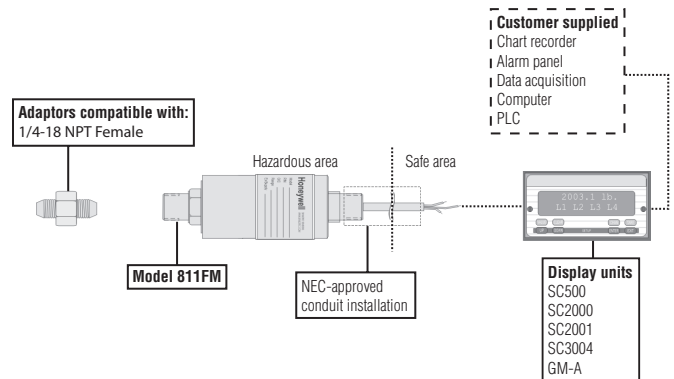 Customer supplied
Chart recorder
Alarm panel
Data acquisition
Computer
PLC
Adaptors compatible with:
1/4-18 NPT Female
Hazardous area
Safe area
Honeywell
2003.1 lb.
L1 L2 L3 L4
Model 811FM
NEC-approved
conduit installation
Display units
SC500
SC2000
SC2001
SC3004
GM-A